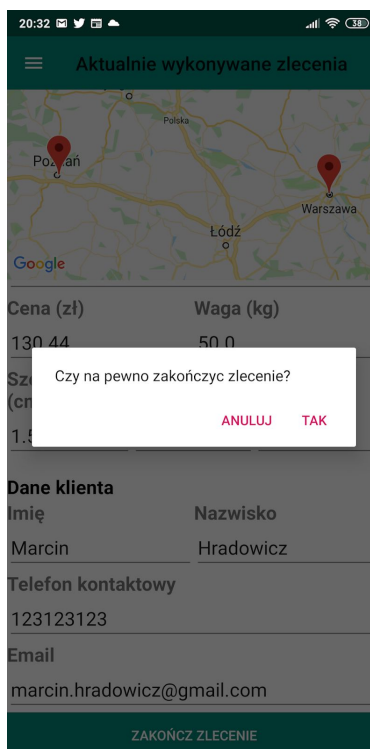 20:32 38
Aktualnie wykonywane zlecenia
Polska
Poznań
Warszawa
Łódź
Google
Cena (zł) Waga (kg)
130.44 50.0
Czy na pewno zakończyc zlecenie?
ANULUJ TAK
1.5
Dane klienta
Imię Nazwisko
Marcin Hradowicz
Telefon kontaktowy
123123123
Email
marcin.hradowicz@gmail.com
ZAKOŃCZ ZLECENIE